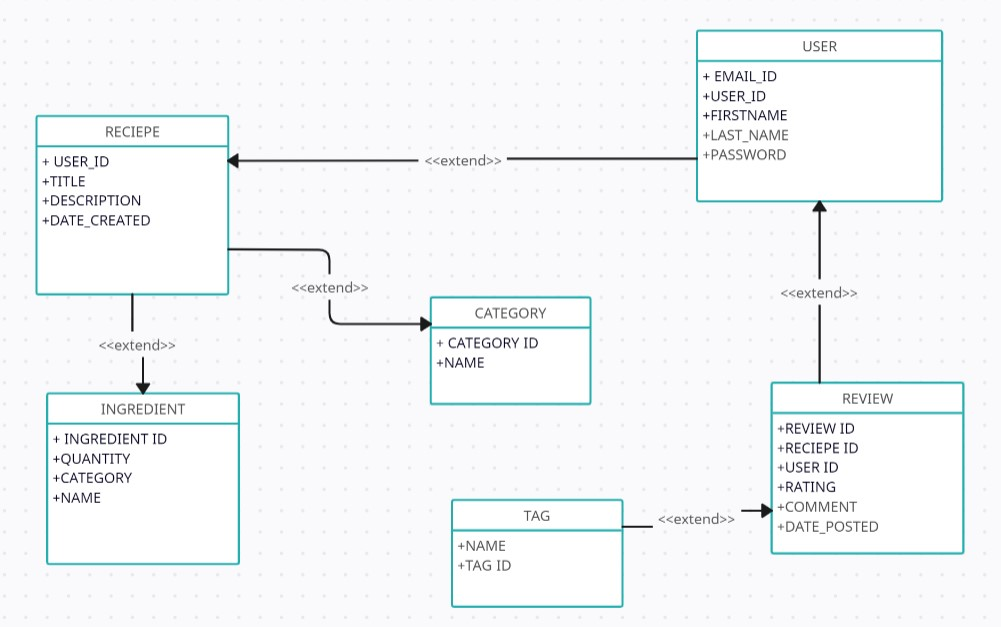 USER
+ EMAIL_ID
+USER_ID
+FIRSTNAME
+LAST_NAME
+PASSWORD
RECIEPE
+ USER_ID
+TITLE
+DESCRIPTION
+DATE_CREATED
<<extend>>
<<extend>>
<<extend>>
<<extend>>
CATEGORY
+ CATEGORY ID
+NAME
INGREDIENT
+ INGREDIENT ID
+QUANTITY
+CATEGORY
+NAME
REVIEW
+REVIEW ID
+RECIEPE ID
+USER ID
+RATING
+COMMENT
+DATE_POSTED
TAG
+NAME
+TAG ID
<<extend>>